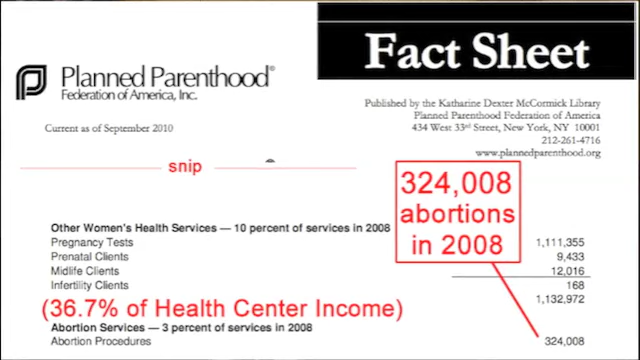 Fact Sheet
Planned Parenthood®
Federation of America, Inc.
Published by the Katharine Dexter McCormick Library
Planned Parenthood Federation of America
434 West 33rd Street, New York, NY 10001
212-261-4716
www.plannedparenthood.org
Current as of September 2010
snip
324,008
abortions
in 2008
Other Women's Health Services — 10 percent of services in 2008
Pregnancy Tests 1,111,355
Prenatal Clients 9,433
Midlife Clients 12,016
Infertility Clients 168
1,132,972
(36.7% of Health Center Income)
Abortion Services — 3 percent of services in 2008
Abortion Procedures 324,008